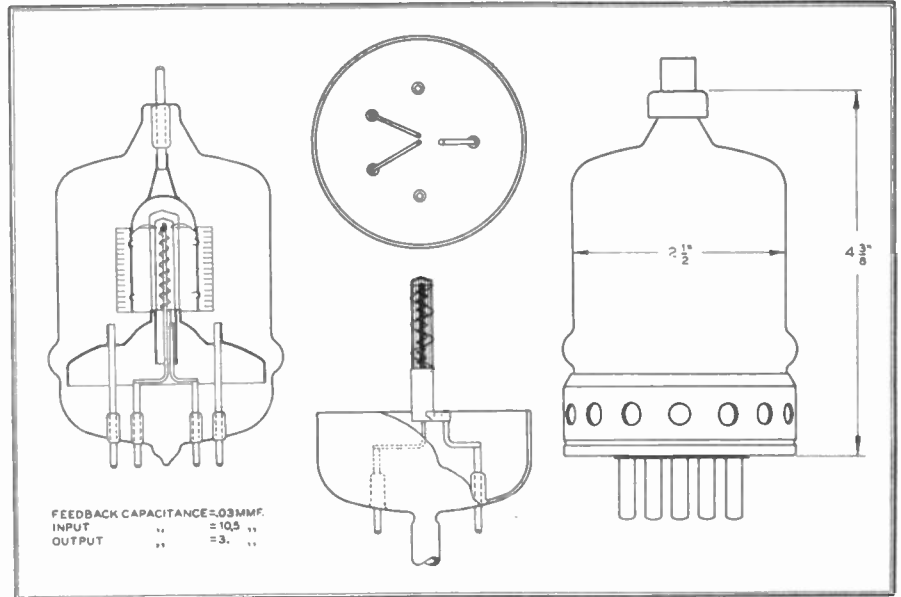 2 1/2"
4 3/8"
FEEDBACK CAPACITANCE=.03MMF.
INPUT ,, =10.5 ,,
OUTPUT ,, =3. ,,